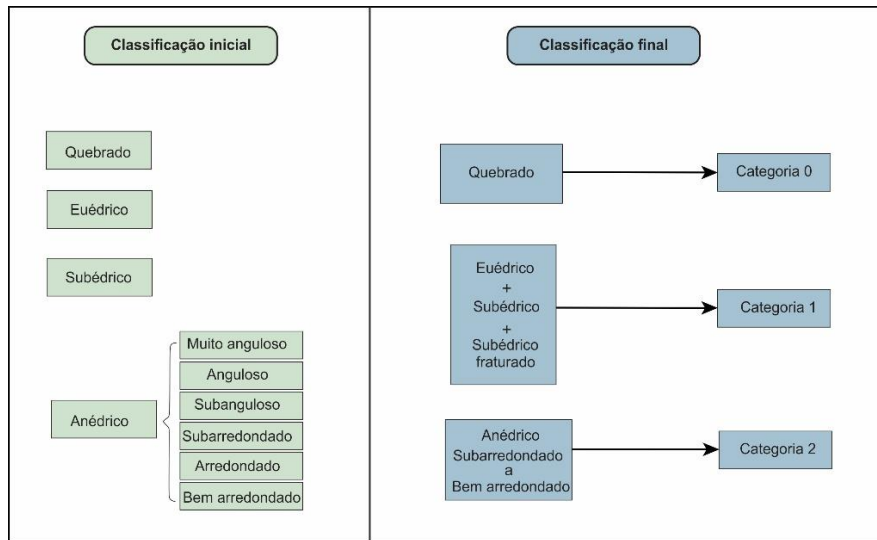 Classificação inicial
Quebrado
Euédrico
Subédrico
Anédrico
Muito anguloso
Anguloso
Subanguloso
Subarredondado
Arredondado
Bem arredondado
Classificação final
Quebrado
Categoria 0
Euédrico
+
Subédrico
+
Subédrico
fraturado
Categoria 1
Anédrico
Subarredondado
a
Bem arredondado
Categoria 2